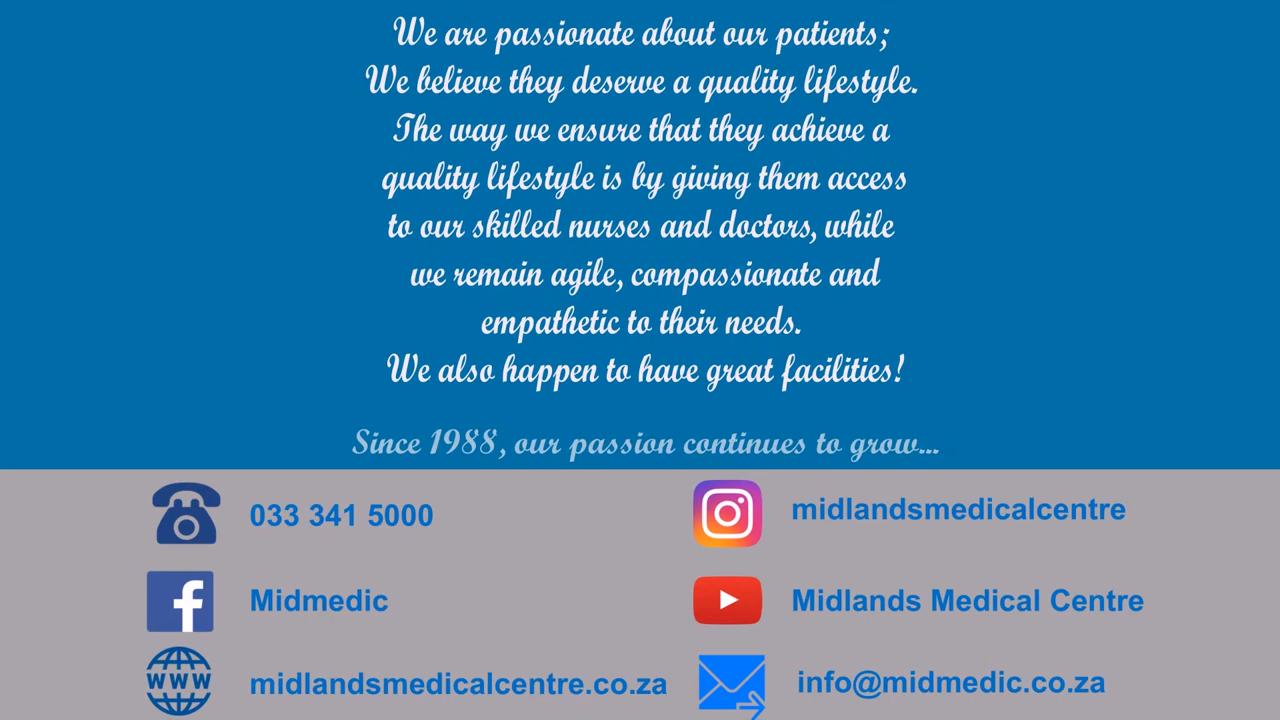 We are passionate about our patients;
We believe they deserve a quality lifestyle.
The way we ensure that they achieve a
quality lifestyle is by giving them access
to our skilled nurses and doctors, while
we remain agile, compassionate and
empathetic to their needs.
We also happen to have great facilities!
Since 1988, our passion continues to grow...
033 341 5000
midlandsmedicalcentre
Midmedic
Midlands Medical Centre
WWW
midlandsmedicalcentre.co.za
info@midmedic.co.za